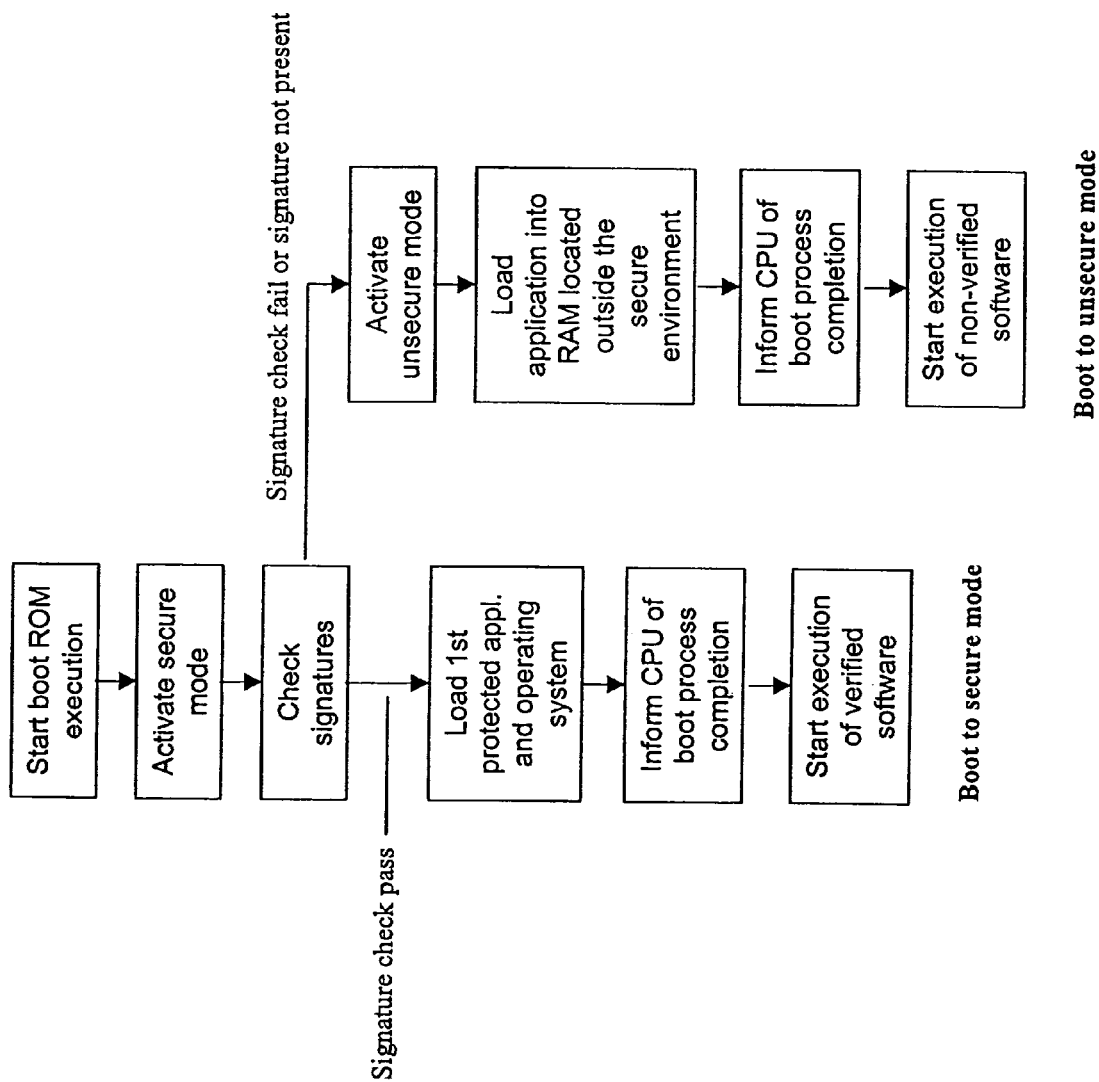 Start boot ROM
execution
Activate secure
mode
Check
signatures
Signature check pass
Load 1st
protected appl.
and operating
system
Inform CPU of
boot process
completion
Start execution
of verified
software
Boot to secure mode
Signature check fail or signature not present
Activate
unsecure mode
Load
application into
RAM located
outside the
secure
environment
Inform CPU of
boot process
completion
Start execution
of non-verified
software
Boot to unsecure mode